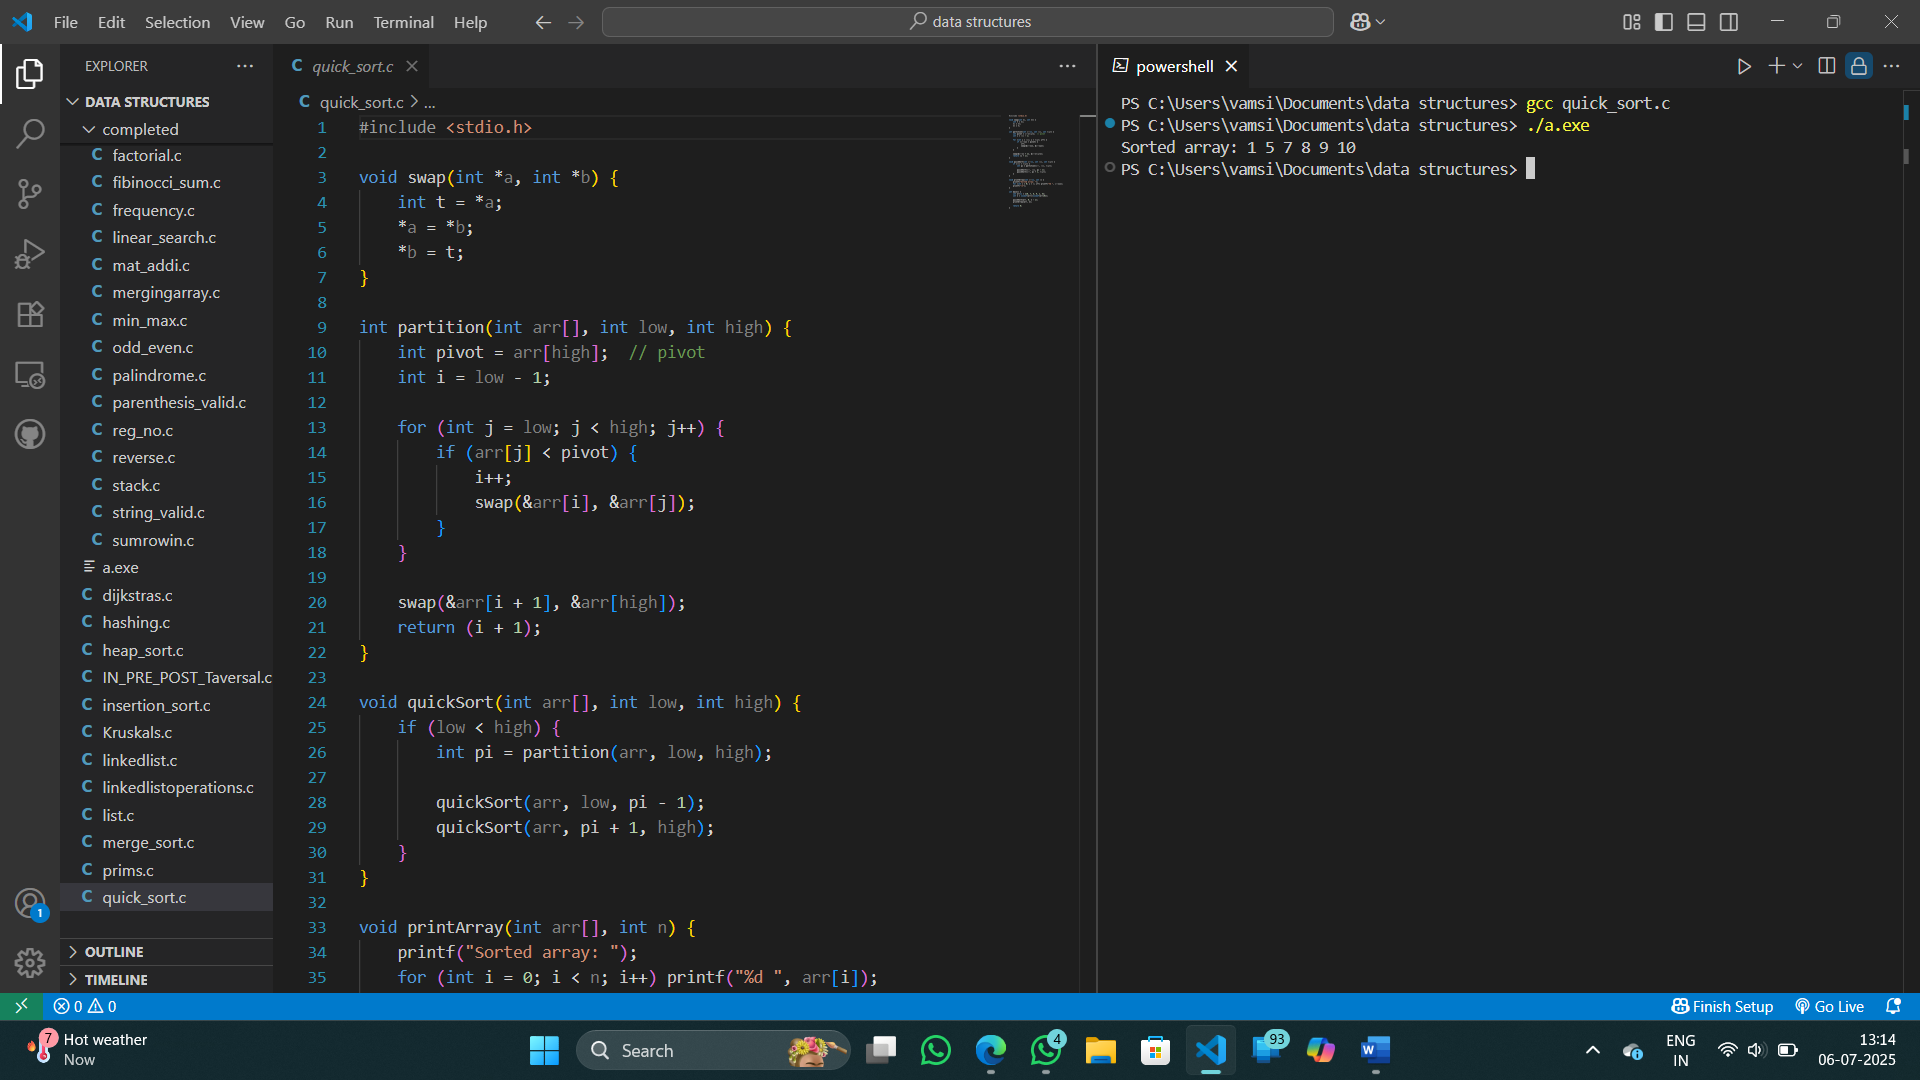 File Edit Selection View Go Run Terminal Help
data structures
EXPLORER
DATA STRUCTURES
completed
factorial.c
fibinocci_sum.c
frequency.c
linear_search.c
mat_addi.c
mergingarray.c
min_max.c
odd_even.c
palindrome.c
parenthesis_valid.c
reg_no.c
reverse.c
stack.c
string_valid.c
sumrowin.c
a.exe
dijkstras.c
hashing.c
heap_sort.c
IN_PRE_POST_Taversal.c
insertion_sort.c
Kruskals.c
linkedlist.c
linkedlistoperations.c
list.c
merge_sort.c
prims.c
quick_sort.c
OUTLINE
TIMELINE
1
quick_sort.c
quick_sort.c > ...
1 #include <stdio.h>
2
3 void swap(int *a, int *b) {
4     int t = *a;
5     *a = *b;
6     *b = t;
7 }
8
9 int partition(int arr[], int low, int high) {
10     int pivot = arr[high];  // pivot
11     int i = low - 1;
12
13     for (int j = low; j < high; j++) {
14         if (arr[j] < pivot) {
15             i++;
16             swap(&arr[i], &arr[j]);
17         }
18     }
19
20     swap(&arr[i + 1], &arr[high]);
21     return (i + 1);
22 }
23
24 void quickSort(int arr[], int low, int high) {
25     if (low < high) {
26         int pi = partition(arr, low, high);
27
28         quickSort(arr, low, pi - 1);
29         quickSort(arr, pi + 1, high);
30     }
31 }
32
33 void printArray(int arr[], int n) {
34     printf("Sorted array: ");
35     for (int i = 0; i < n; i++) printf("%d ", arr[i]);
powershell
PS C:\Users\vamsi\Documents\data structures> gcc quick_sort.c
PS C:\Users\vamsi\Documents\data structures> ./a.exe
Sorted array: 1 5 7 8 9 10
PS C:\Users\vamsi\Documents\data structures>
0 0
Finish Setup
Go Live
7
Hot weather
Now
Search
4
93
W
ENG
IN
13:14
06-07-2025